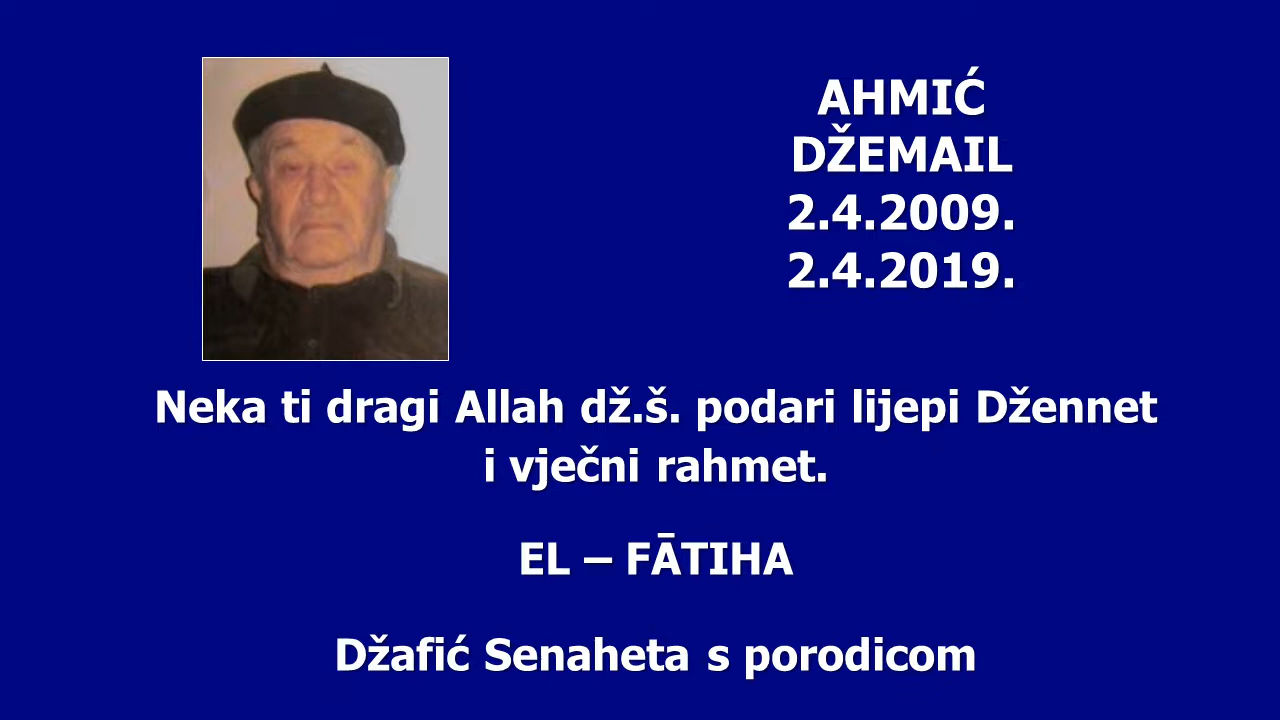 AHMIĆ
DŽEMAIL
2.4.2009.
2.4.2019.
Neka ti dragi Allah dž.š. podari lijepi Džennet
i vječni rahmet.
EL – FĀTIHA
Džafić Senaheta s porodicom